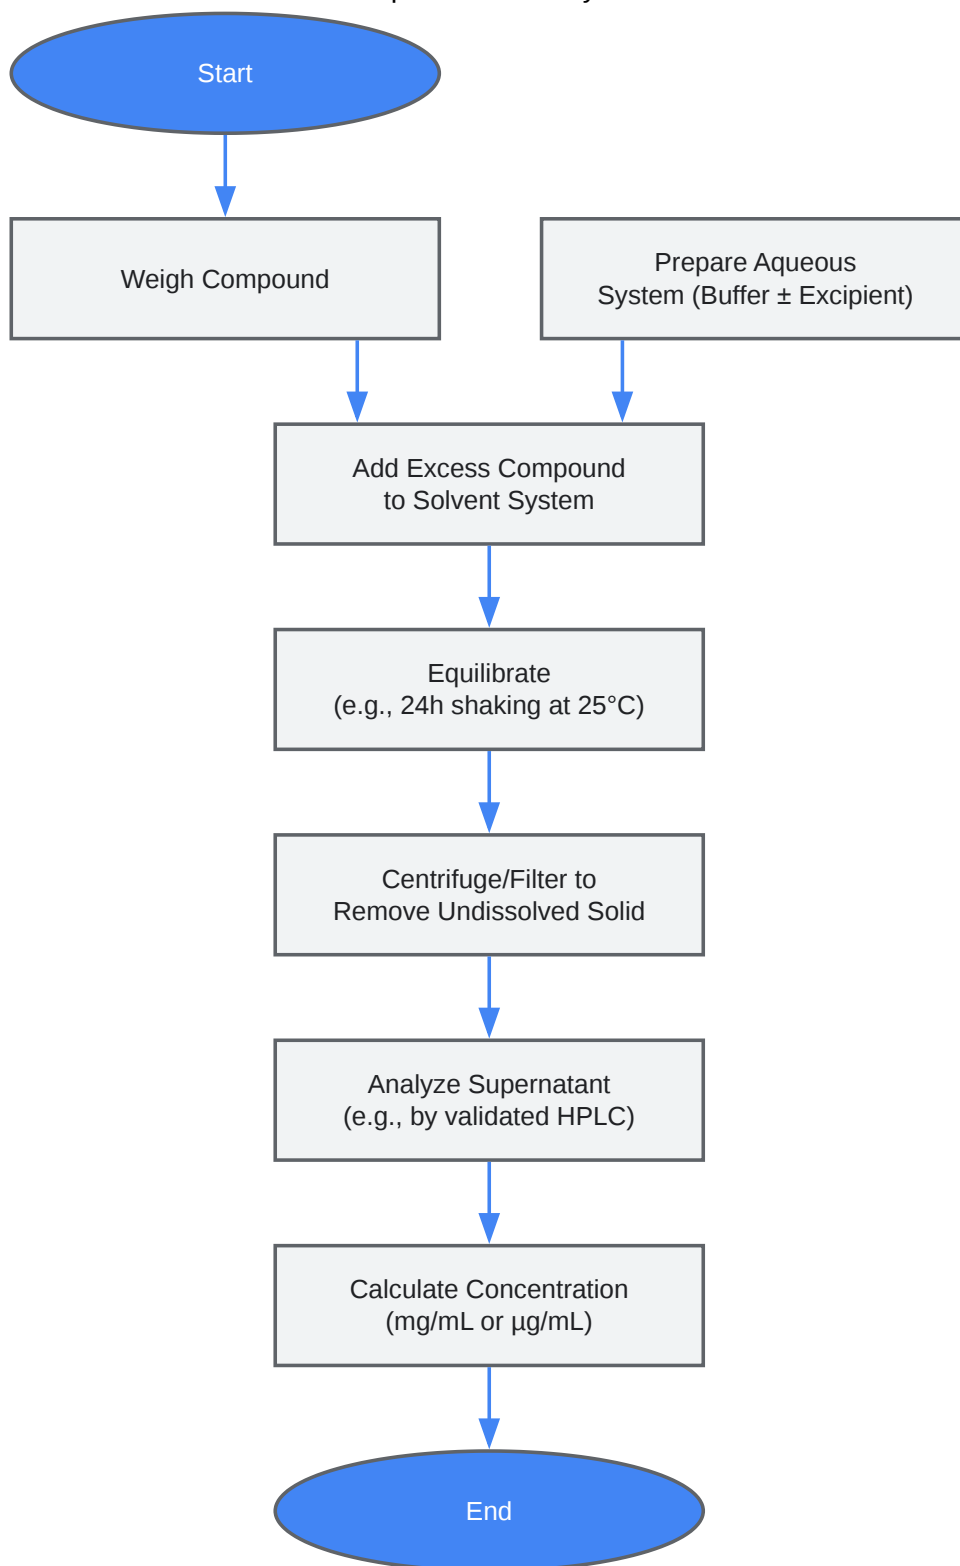 Start
Weigh Compound
Prepare Aqueous
System (Buffer ± Excipient)
Add Excess Compound
to Solvent System
Equilibrate
(e.g., 24h shaking at 25°C)
Centrifuge/Filter to
Remove Undissolved Solid
Analyze Supernatant
(e.g., by validated HPLC)
Calculate Concentration
(mg/mL or µg/mL)
End